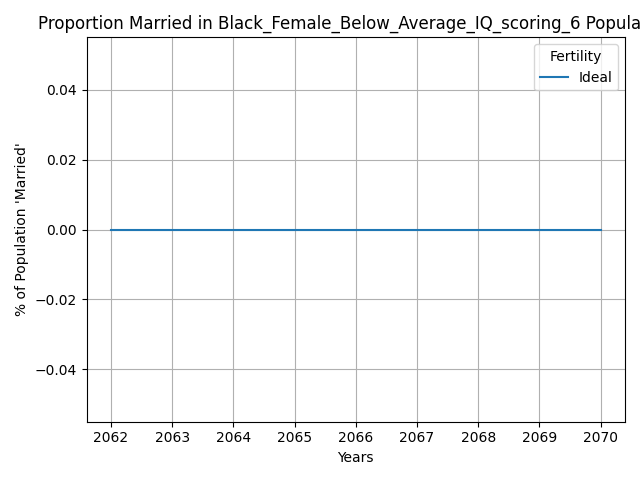 Proportion Married in Black_Female_Below_Average_IQ_scoring_6 Popula
Fertility
Ideal
0.04
0.02
0.00
−0.02
−0.04
% of Population 'Married'
2062 2063 2064 2065 2066 2067 2068 2069 2070
Years